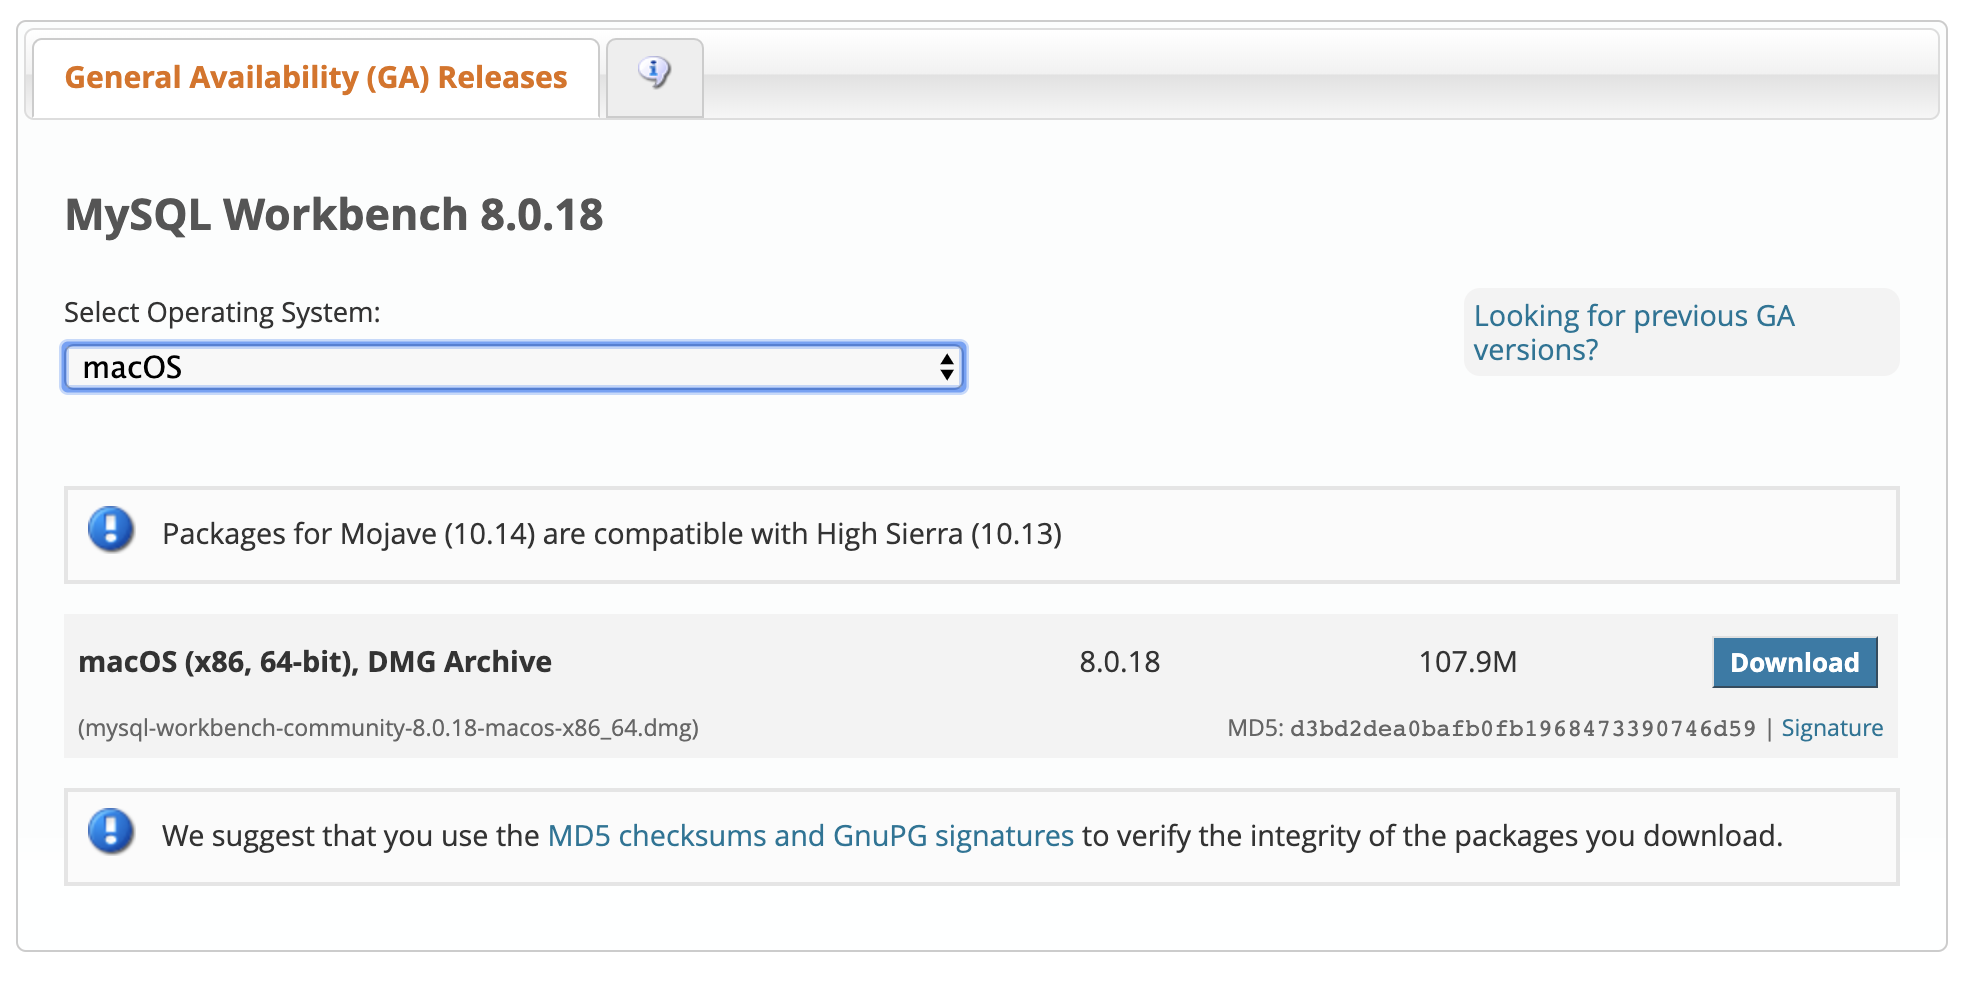 General Availability (GA) Releases
MySQL Workbench 8.0.18
Select Operating System:
macOS
Looking for previous GA
versions?
Packages for Mojave (10.14) are compatible with High Sierra (10.13)
macOS (x86, 64-bit), DMG Archive 8.0.18 107.9M Download
(mysql-workbench-community-8.0.18-macos-x86_64.dmg) MD5: d3bd2dea0bafb0fb1968473390746d59 | Signature
We suggest that you use the MD5 checksums and GnuPG signatures to verify the integrity of the packages you download.